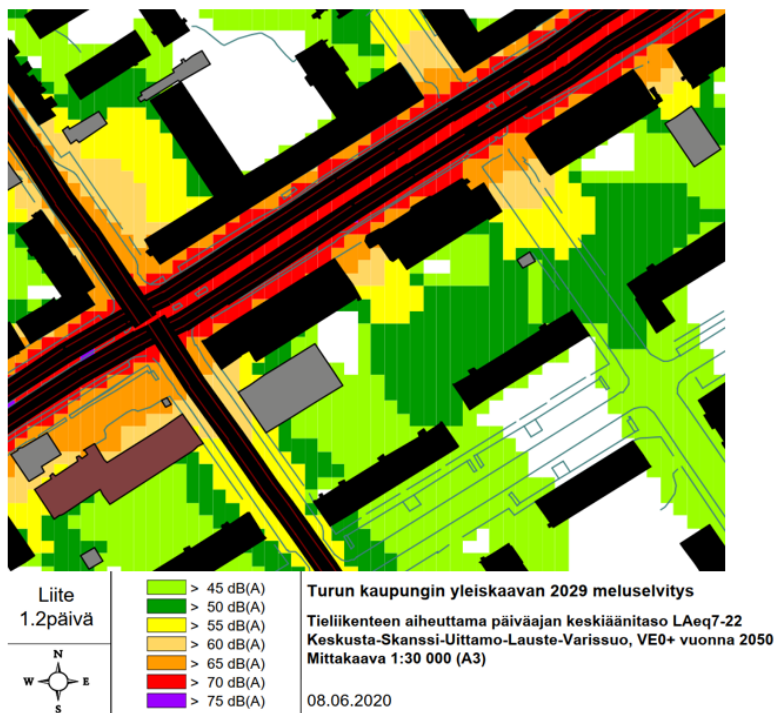 Liite
1.2päivä
N
W E
S
> 45 dB(A)
> 50 dB(A)
> 55 dB(A)
> 60 dB(A)
> 65 dB(A)
> 70 dB(A)
> 75 dB(A)
Turun kaupungin yleiskaavan 2029 meluselvitys
Tieliikenteen aiheuttama päiväajan keskiäänitaso LAeq7-22
Keskusta-Skanssi-Uittamo-Lauste-Varissuo, VE0+ vuonna 2050
Mittakaava 1:30 000 (A3)
08.06.2020